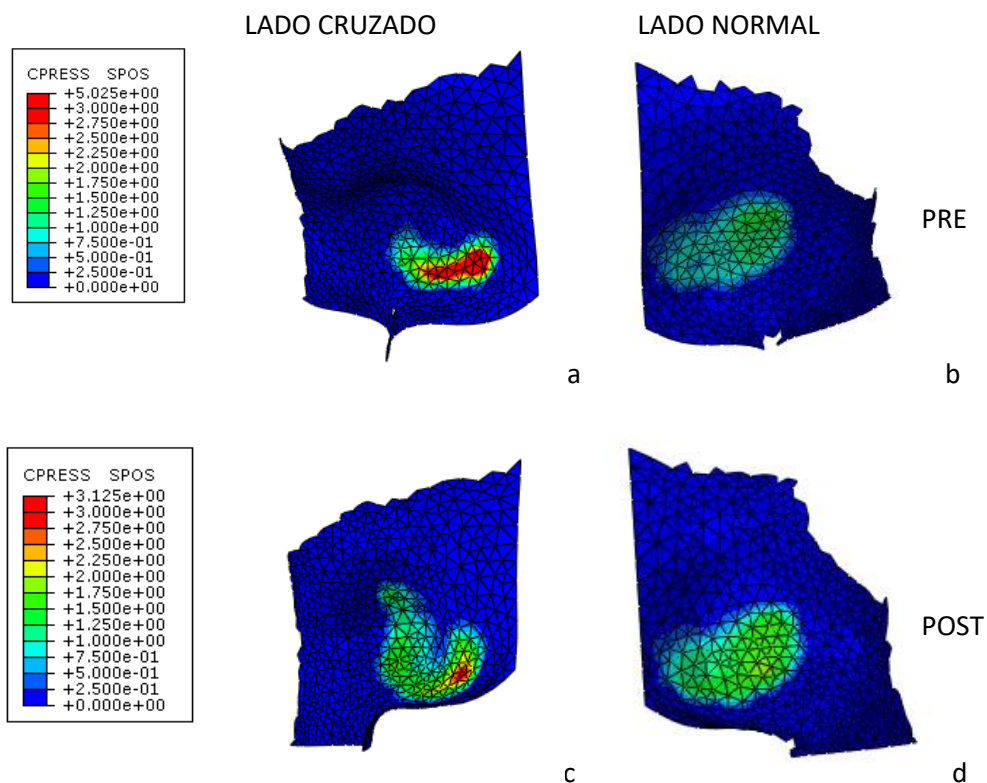 LADO CRUZADO
LADO NORMAL
CPRESS SPOS
+5.025e+00
+3.000e+00
+2.750e+00
+2.500e+00
+2.250e+00
+2.000e+00
+1.750e+00
+1.500e+00
+1.250e+00
+1.000e+00
+7.500e-01
+5.000e-01
+2.500e-01
+0.000e+00
PRE
a
b
CPRESS SPOS
+3.125e+00
+3.000e+00
+2.750e+00
+2.500e+00
+2.250e+00
+2.000e+00
+1.750e+00
+1.500e+00
+1.250e+00
+1.000e+00
+7.500e-01
+5.000e-01
+2.500e-01
+0.000e+00
POST
c
d